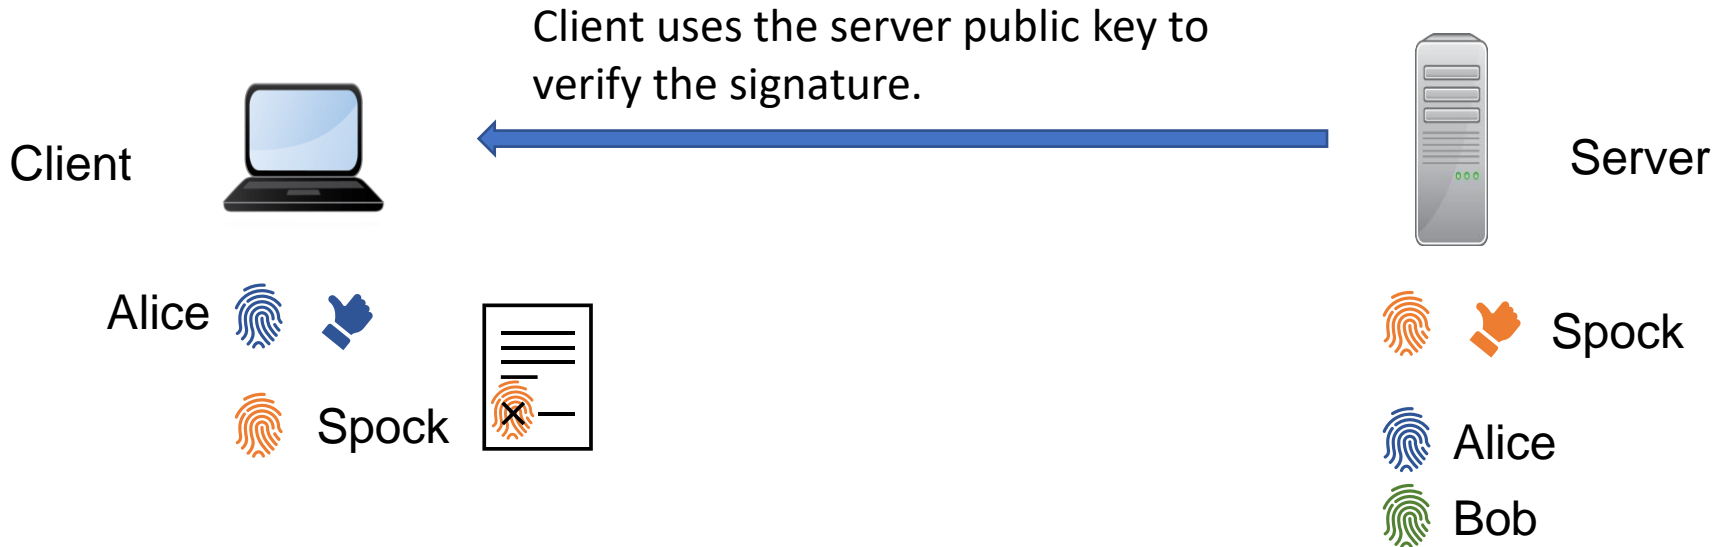 Client uses the server public key to
verify the signature.
Client
Server
Alice
Spock
Spock
Alice
Bob